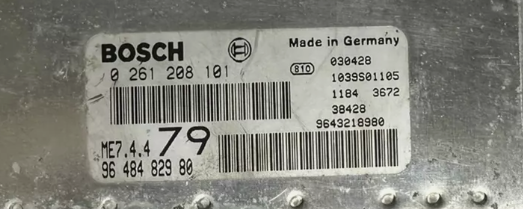 BOSCH
Made in Germany
0 261 208 101
810
030428
1039S01105
1184 3672
38428
9643218980
ME7.4.4 79
96 484 829 80